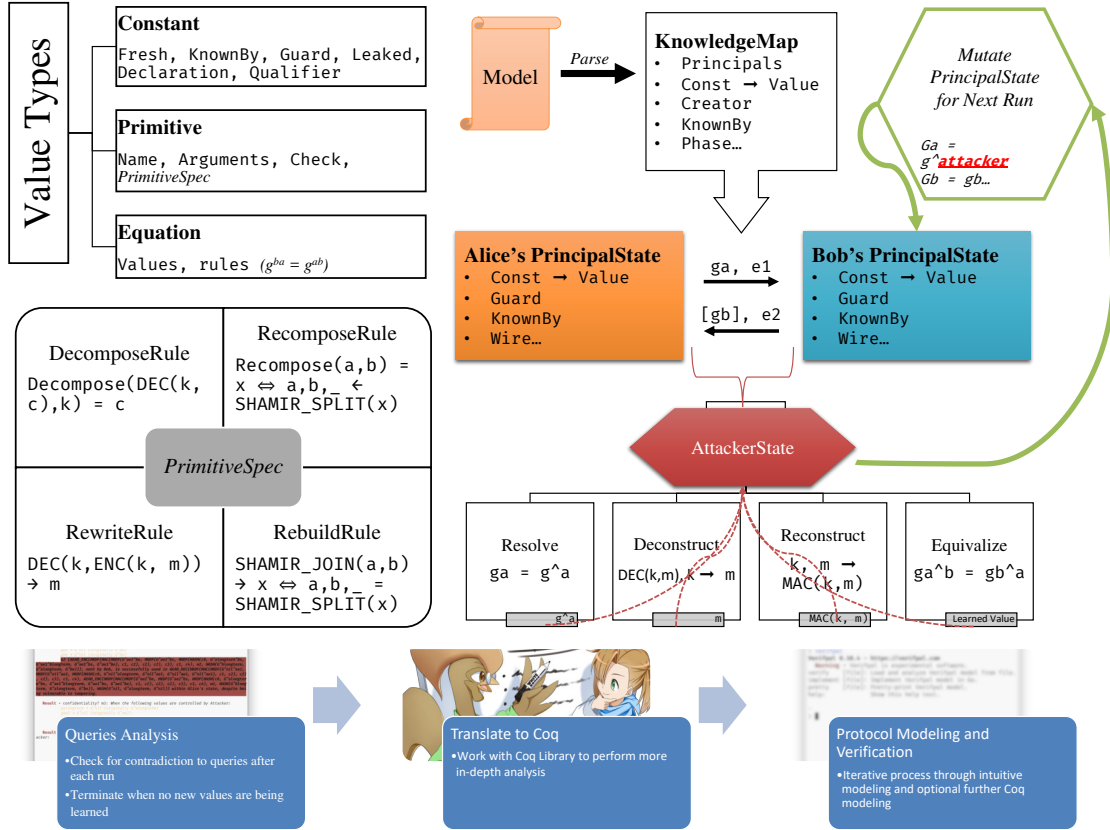 Value Types
Constant
Fresh, KnownBy, Guard, Leaked,
Declaration, Qualifier
Primitive
Name, Arguments, Check,
PrimitiveSpec
Equation
Values, rules (g^ba = g^ab)
Model
Parse
KnowledgeMap
• Principals
• Const → Value
• Creator
• KnownBy
• Phase…
Mutate
PrincipalState
for Next Run
Ga =
g^attacker
Gb = gb…
Alice's PrincipalState
• Const → Value
• Guard
• KnownBy
• Wire…
ga, e1
[gb], e2
Bob's PrincipalState
• Const → Value
• Guard
• KnownBy
• Wire…
DecomposeRule
Decompose(DEC(k,
c),k) = c
RecomposeRule
Recompose(a,b) =
x ⇔ a,b,_ ←
SHAMIR_SPLIT(x)
PrimitiveSpec
RewriteRule
DEC(k,ENC(k, m))
→ m
RebuildRule
SHAMIR_JOIN(a,b)
→ x ⇔ a,b,_ =
SHAMIR_SPLIT(x)
AttackerState
Resolve
ga = g^a
g^a
Deconstruct
DEC(k,m), k → m
m
Reconstruct
k, m →
MAC(k,m)
MAC(k, m)
Equivalize
ga^b = gb^a
Learned Value
Queries Analysis
• Check for contradiction to queries after
each run
• Terminate when no new values are being
learned
Translate to Coq
• Work with Coq Library to perform more
in-depth analysis
Protocol Modeling and
Verification
• Iterative process through intuitive
modeling and optional further Coq
modeling